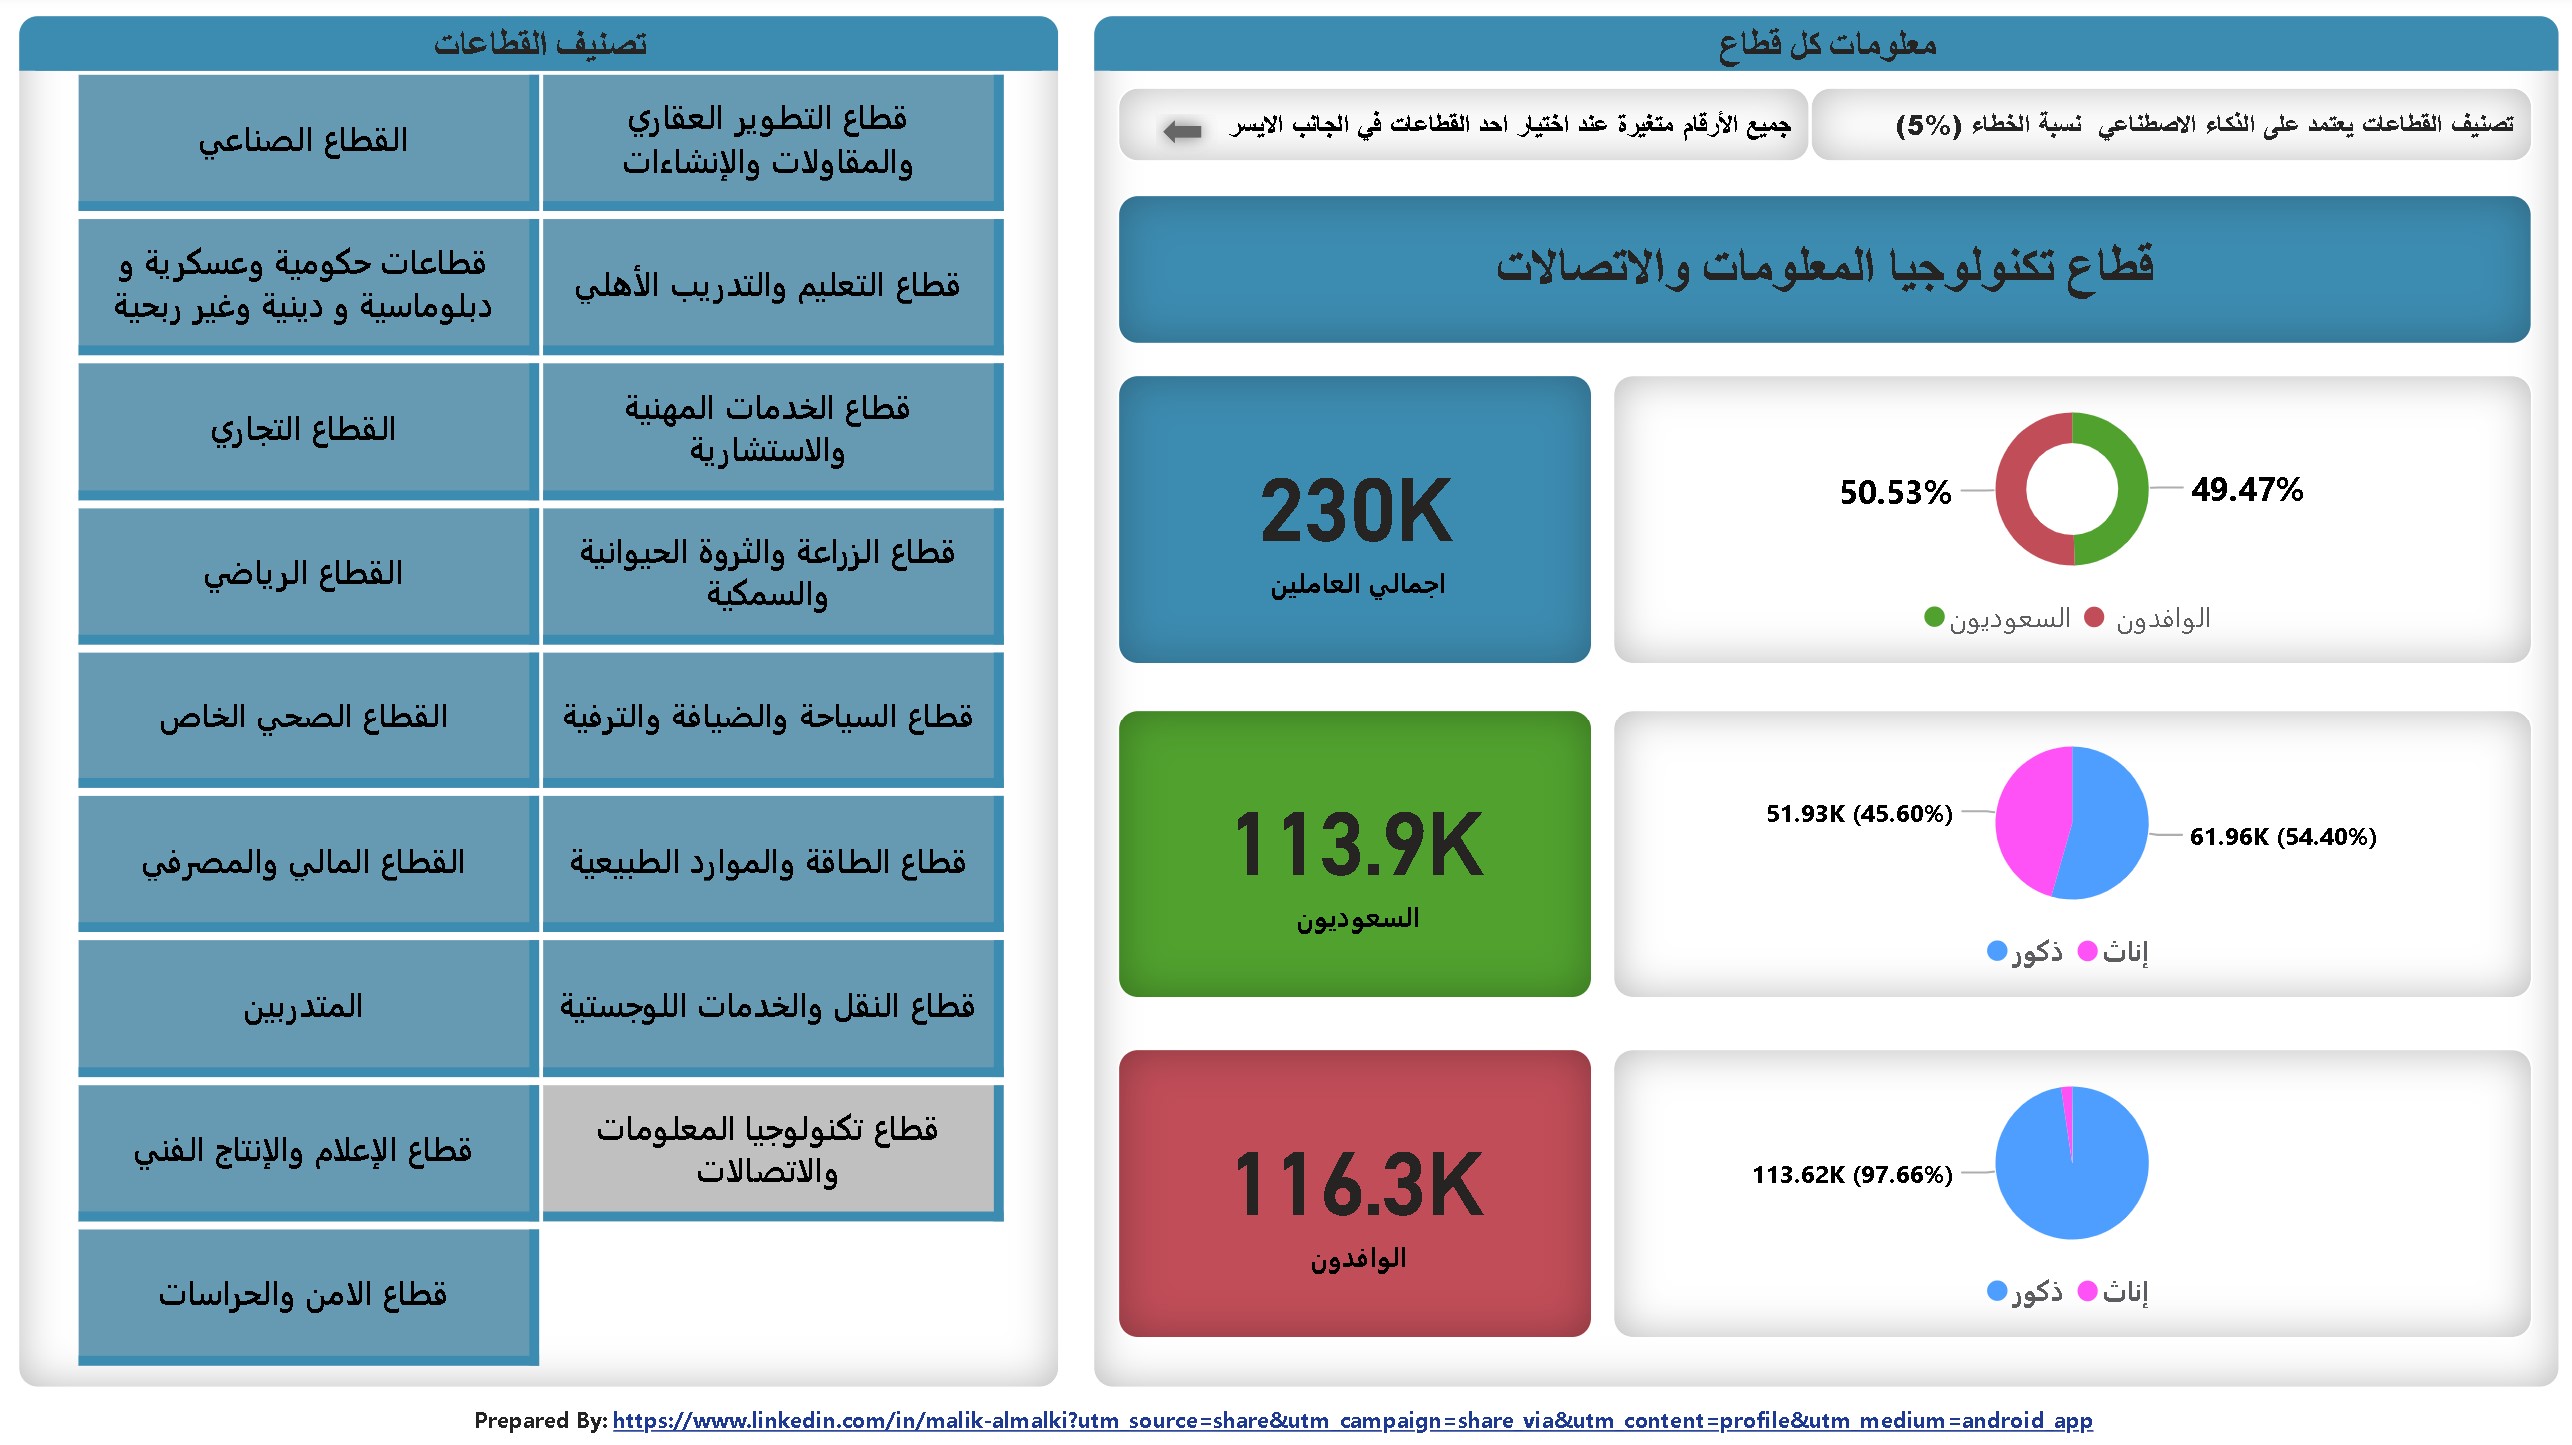 معلومات كل قطاع
تصنيف القطاعات يعتمد على الذكاء الاصطناعي نسبة الخطاء (5%)
جميع الأرقام متغيرة عند اختيار احد القطاعات في الجانب الايسر
قطاع تكنولوجيا المعلومات والاتصالات
49.47%
50.53%
السعوديون
الوافدون
230K
اجمالي العاملين
61.96K (54.40%)
51.93K (45.60%)
ذكور
إناث
113.9K
السعوديون
113.62K (97.66%)
ذكور
إناث
116.3K
الوافدون
تصنيف القطاعات
قطاع التطوير العقاري
والمقاولات والإنشاءات
القطاع الصناعي
قطاع التعليم والتدريب الأهلي
قطاعات حكومية وعسكرية و
دبلوماسية و دينية وغير ربحية
قطاع الخدمات المهنية
والاستشارية
القطاع التجاري
قطاع الزراعة والثروة الحيوانية
والسمكية
القطاع الرياضي
قطاع السياحة والضيافة والترفية
القطاع الصحي الخاص
قطاع الطاقة والموارد الطبيعية
القطاع المالي والمصرفي
قطاع النقل والخدمات اللوجستية
المتدربين
قطاع تكنولوجيا المعلومات
والاتصالات
قطاع الإعلام والإنتاج الفني
قطاع الامن والحراسات
Prepared By: https://www.linkedin.com/in/malik-almalki?utm_source=share&utm_campaign=share_via&utm_content=profile&utm_medium=android_app